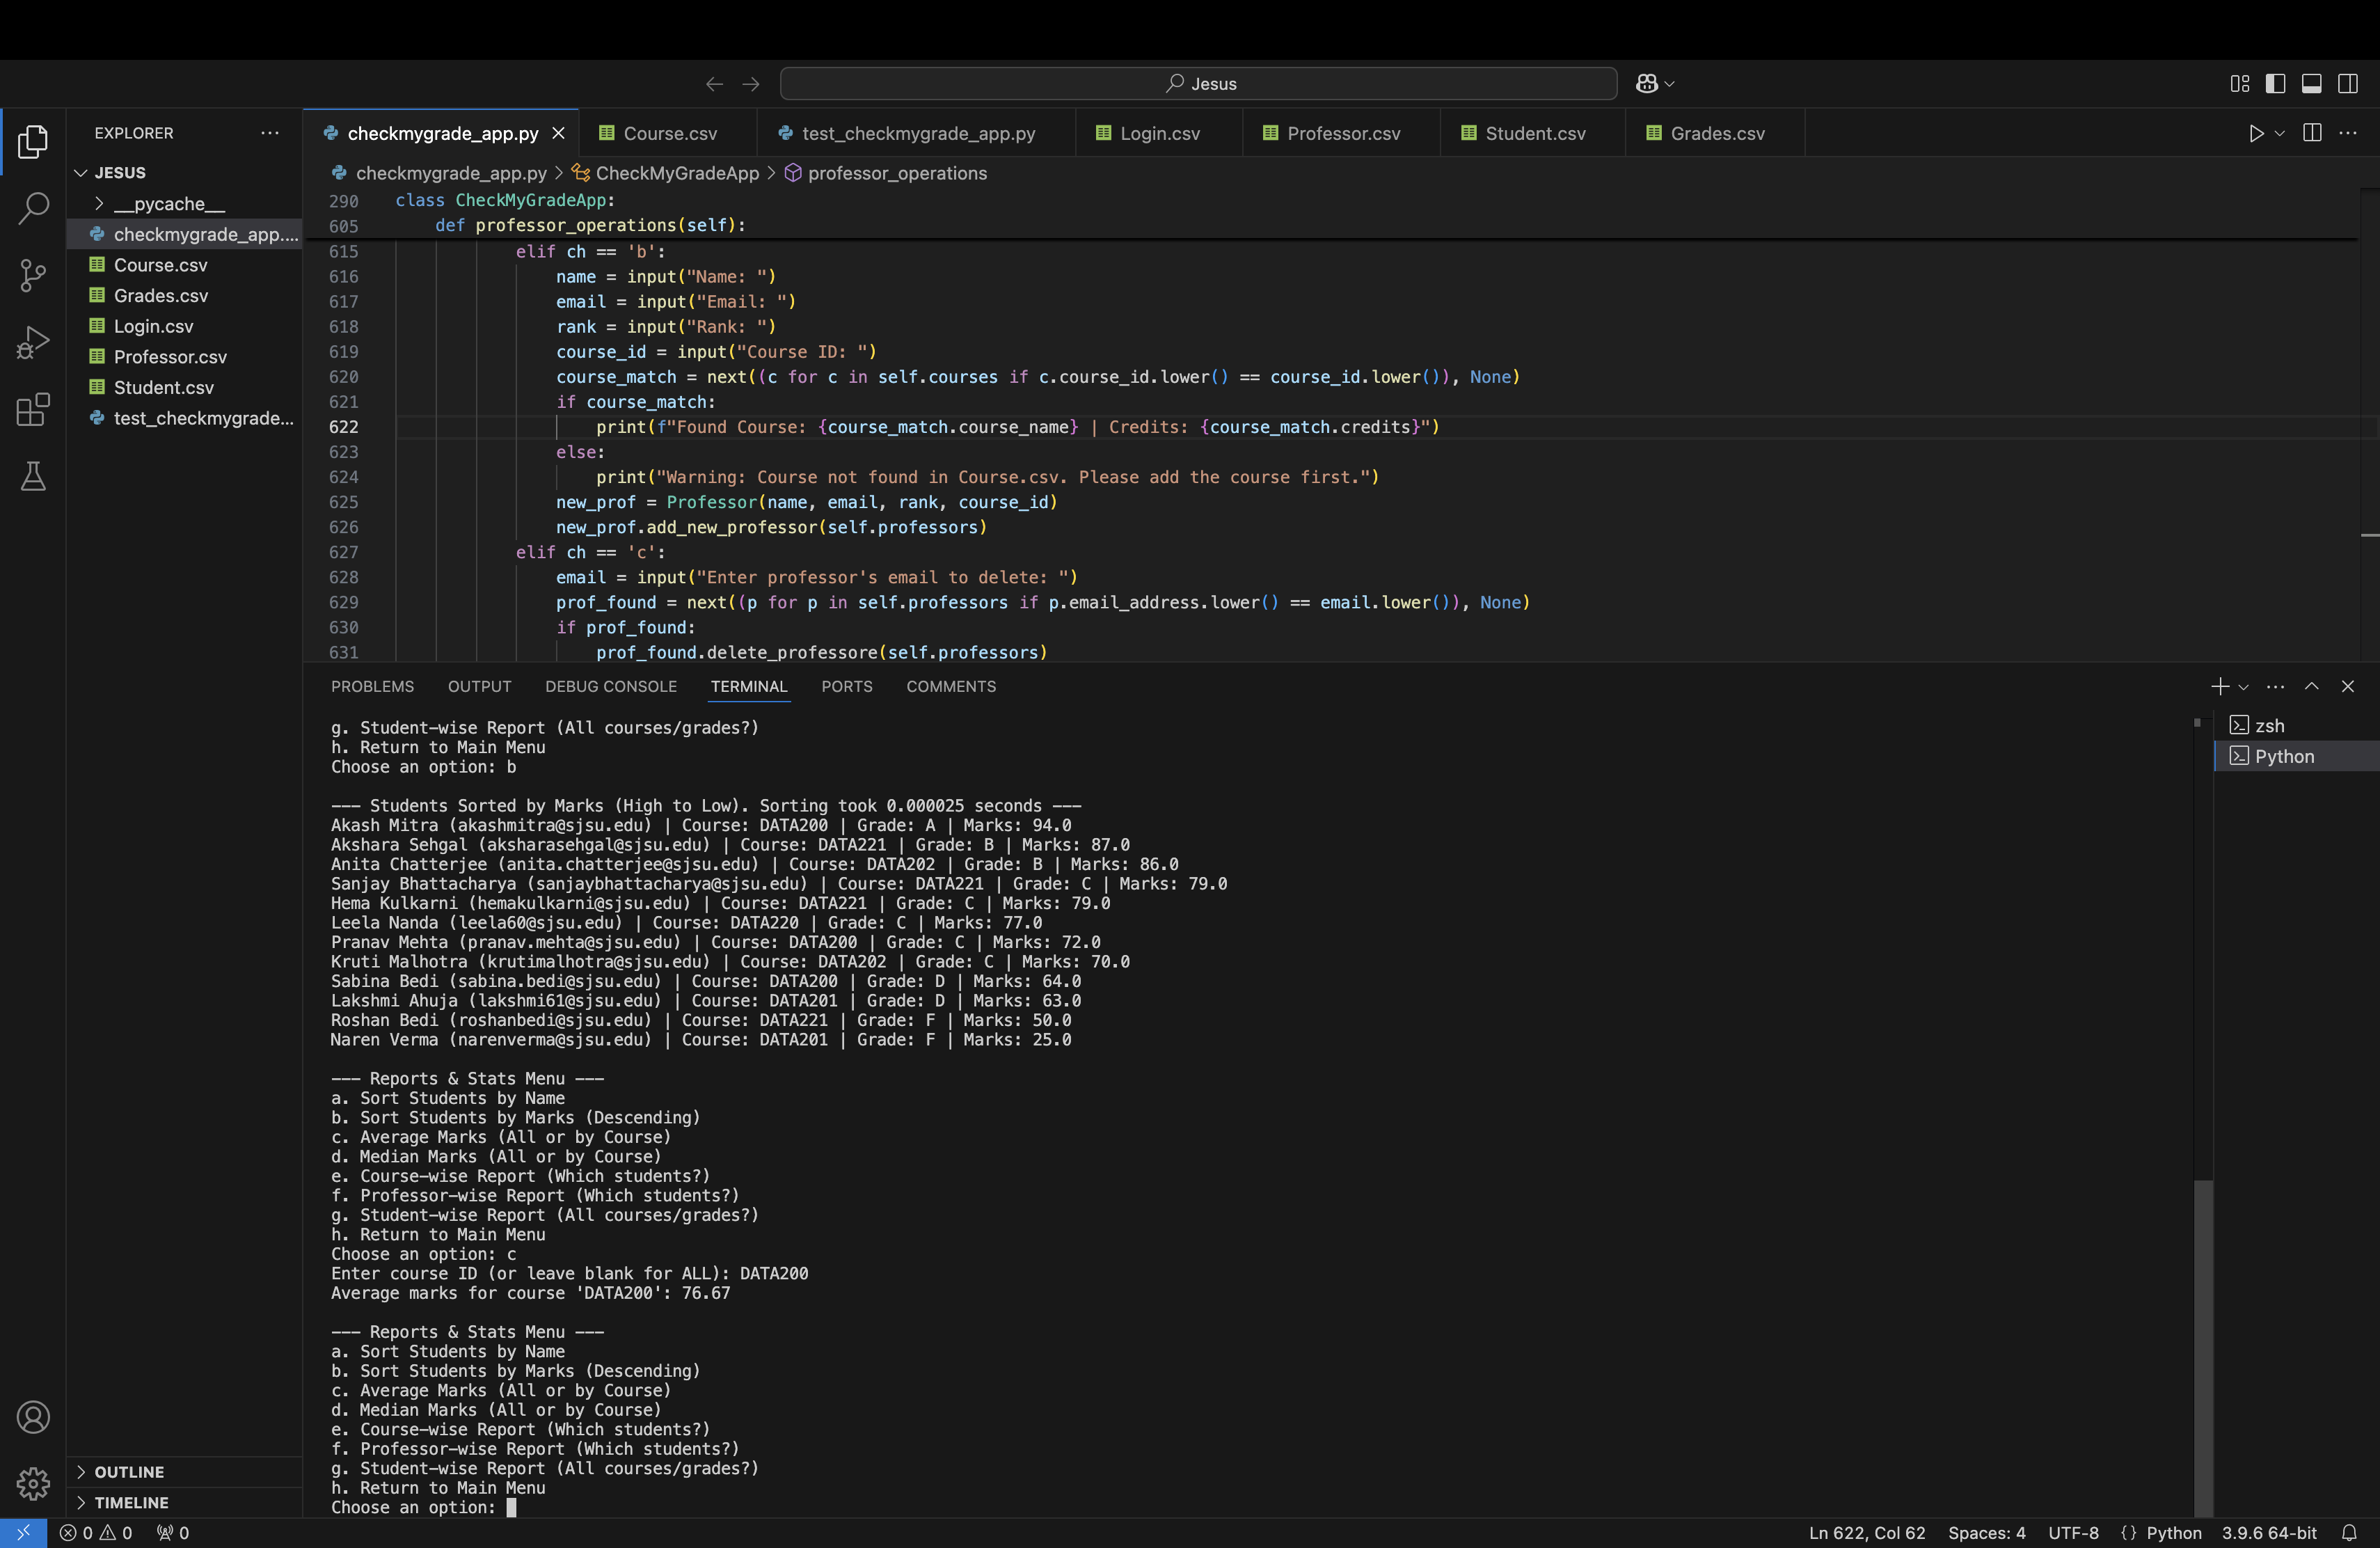 Jesus
EXPLORER
JESUS
__pycache__
checkmygrade_app....
Course.csv
Grades.csv
Login.csv
Professor.csv
Student.csv
test_checkmygrade...
OUTLINE
TIMELINE
checkmygrade_app.py
Course.csv
test_checkmygrade_app.py
Login.csv
Professor.csv
Student.csv
Grades.csv
checkmygrade_app.py > CheckMyGradeApp > professor_operations
290 class CheckMyGradeApp:
605 def professor_operations(self):
615 elif ch == 'b':
616 name = input("Name: ")
617 email = input("Email: ")
618 rank = input("Rank: ")
619 course_id = input("Course ID: ")
620 course_match = next((c for c in self.courses if c.course_id.lower() == course_id.lower()), None)
621 if course_match:
622 print(f"Found Course: {course_match.course_name} | Credits: {course_match.credits}")
623 else:
624 print("Warning: Course not found in Course.csv. Please add the course first.")
625 new_prof = Professor(name, email, rank, course_id)
626 new_prof.add_new_professor(self.professors)
627 elif ch == 'c':
628 email = input("Enter professor's email to delete: ")
629 prof_found = next((p for p in self.professors if p.email_address.lower() == email.lower()), None)
630 if prof_found:
631 prof_found.delete_professore(self.professors)
PROBLEMS OUTPUT DEBUG CONSOLE TERMINAL PORTS COMMENTS
zsh
Python
g. Student-wise Report (All courses/grades?)
h. Return to Main Menu
Choose an option: b
--- Students Sorted by Marks (High to Low). Sorting took 0.000025 seconds ---
Akash Mitra (akashmitra@sjsu.edu) | Course: DATA200 | Grade: A | Marks: 94.0
Akshara Sehgal (aksharasehgal@sjsu.edu) | Course: DATA221 | Grade: B | Marks: 87.0
Anita Chatterjee (anita.chatterjee@sjsu.edu) | Course: DATA202 | Grade: B | Marks: 86.0
Sanjay Bhattacharya (sanjaybhattacharya@sjsu.edu) | Course: DATA221 | Grade: C | Marks: 79.0
Hema Kulkarni (hemakulkarni@sjsu.edu) | Course: DATA221 | Grade: C | Marks: 79.0
Leela Nanda (leela60@sjsu.edu) | Course: DATA220 | Grade: C | Marks: 77.0
Pranav Mehta (pranav.mehta@sjsu.edu) | Course: DATA200 | Grade: C | Marks: 72.0
Kruti Malhotra (krutimalhotra@sjsu.edu) | Course: DATA202 | Grade: C | Marks: 70.0
Sabina Bedi (sabina.bedi@sjsu.edu) | Course: DATA200 | Grade: D | Marks: 64.0
Lakshmi Ahuja (lakshmi61@sjsu.edu) | Course: DATA201 | Grade: D | Marks: 63.0
Roshan Bedi (roshanbedi@sjsu.edu) | Course: DATA221 | Grade: F | Marks: 50.0
Naren Verma (narenverma@sjsu.edu) | Course: DATA201 | Grade: F | Marks: 25.0
--- Reports & Stats Menu ---
a. Sort Students by Name
b. Sort Students by Marks (Descending)
c. Average Marks (All or by Course)
d. Median Marks (All or by Course)
e. Course-wise Report (Which students?)
f. Professor-wise Report (Which students?)
g. Student-wise Report (All courses/grades?)
h. Return to Main Menu
Choose an option: c
Enter course ID (or leave blank for ALL): DATA200
Average marks for course 'DATA200': 76.67
--- Reports & Stats Menu ---
a. Sort Students by Name
b. Sort Students by Marks (Descending)
c. Average Marks (All or by Course)
d. Median Marks (All or by Course)
e. Course-wise Report (Which students?)
f. Professor-wise Report (Which students?)
g. Student-wise Report (All courses/grades?)
h. Return to Main Menu
Choose an option:
0 0 0
Ln 622, Col 62 Spaces: 4 UTF-8 {} Python 3.9.6 64-bit